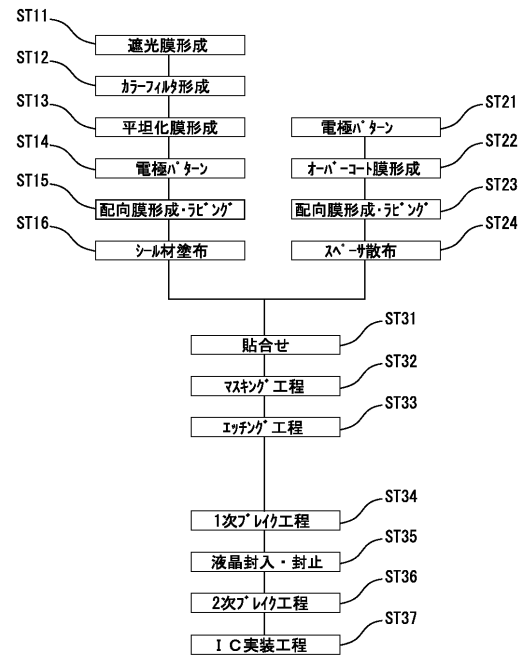 ST11
遮光膜形成
ST12
ｶﾗｰﾌｨﾙﾀ形成
ST13
平坦化膜形成
ST14
電極ﾊﾟﾀｰﾝ
ST15
配向膜形成・ﾗﾋﾞﾝｸﾞ
ST16
ｼｰﾙ材塗布
ST21
電極ﾊﾟﾀｰﾝ
ST22
ｵｰﾊﾞｰｺｰﾄ膜形成
ST23
配向膜形成・ﾗﾋﾞﾝｸﾞ
ST24
ｽﾍﾟｰｻ散布
ST31
貼合せ
ST32
ﾏｽｷﾝｸﾞ工程
ST33
ｴｯﾁﾝｸﾞ工程
ST34
1次ﾌﾞﾚｲｸ工程
ST35
液晶封入・封止
ST36
2次ﾌﾞﾚｲｸ工程
ST37
ＩＣ実装工程